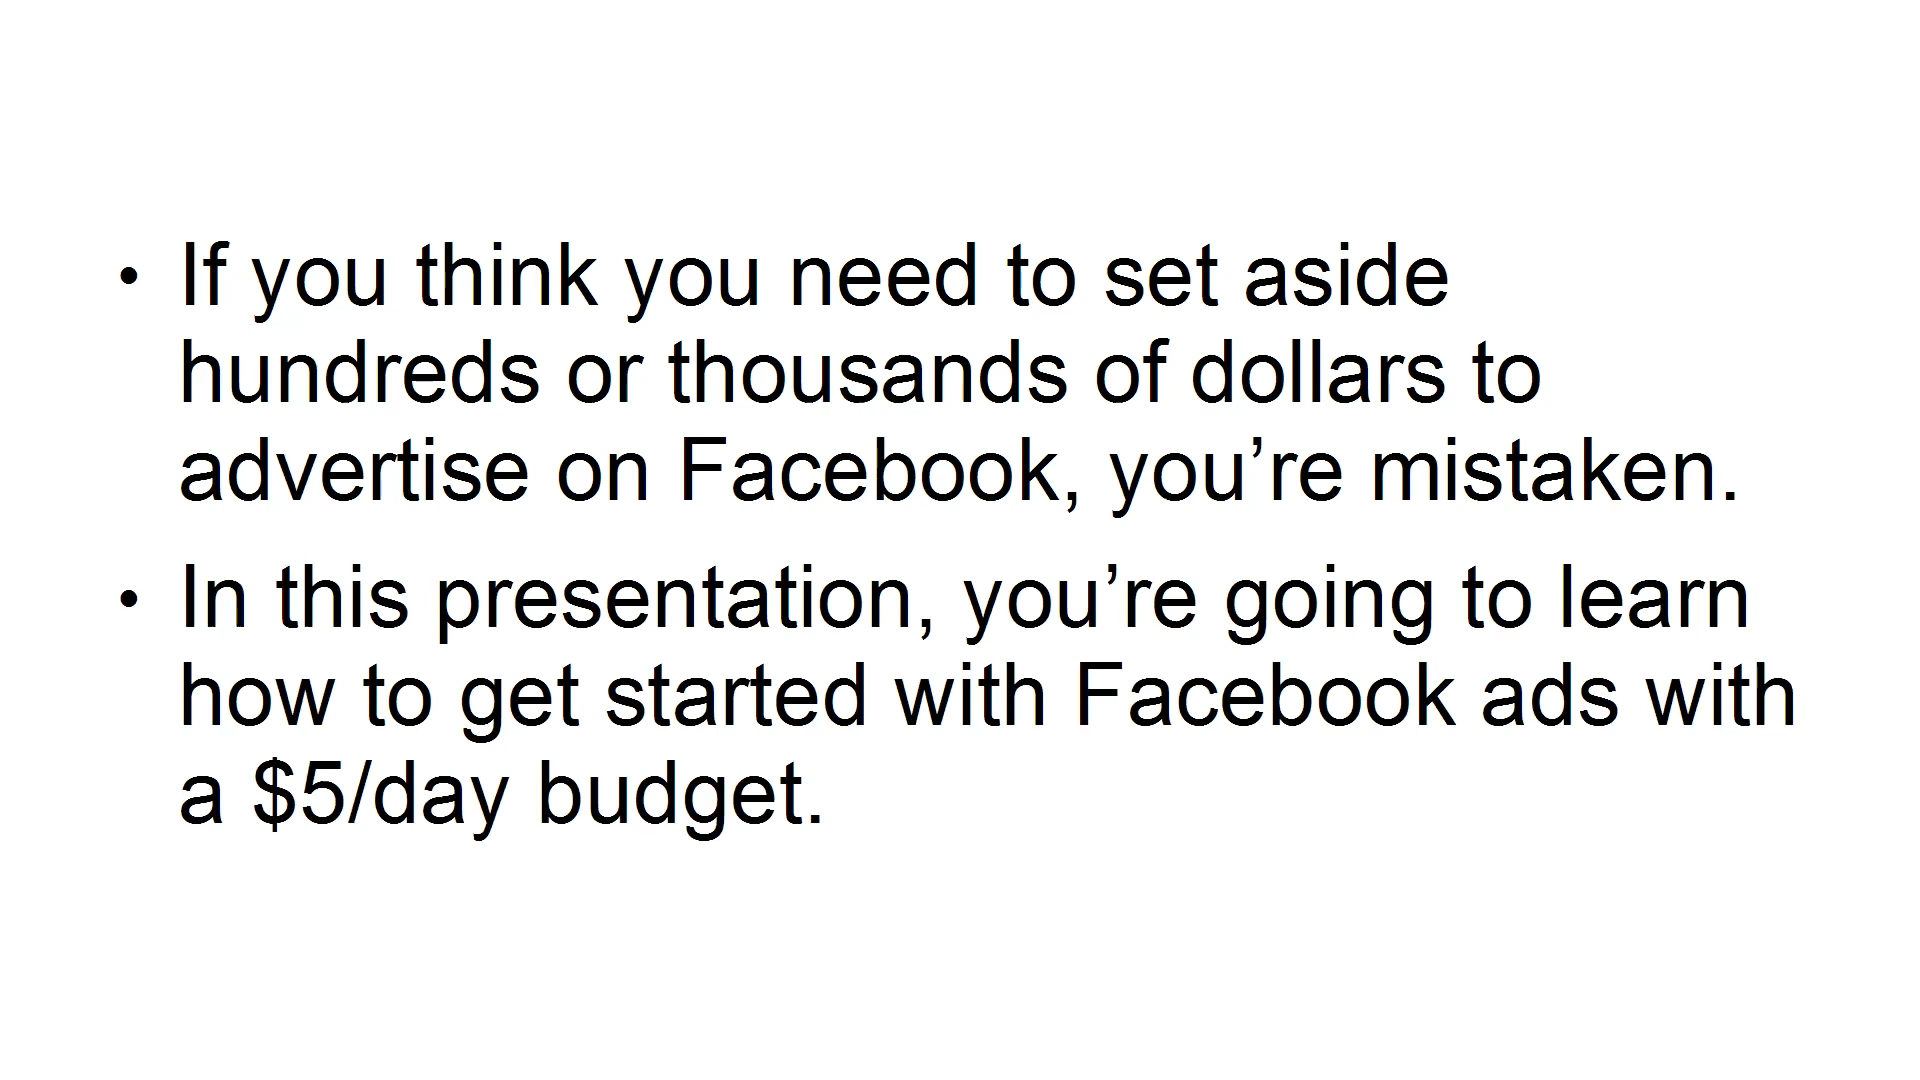 • If you think you need to set aside
hundreds or thousands of dollars to
advertise on Facebook, you’re mistaken.
• In this presentation, you’re going to learn
how to get started with Facebook ads with
a $5/day budget.